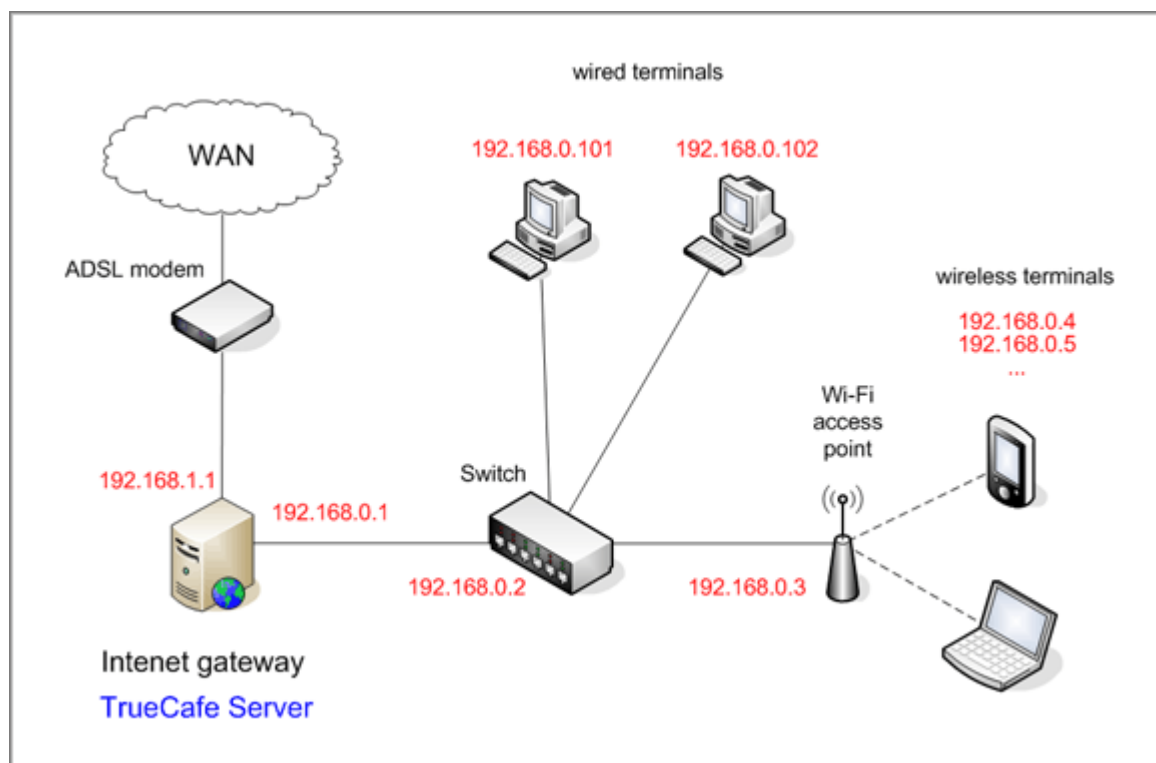 wired terminals
WAN
192.168.0.101
192.168.0.102
ADSL modem
wireless terminals
192.168.0.4
192.168.0.5
...
Wi-Fi
access
point
Switch
192.168.1.1
192.168.0.1
192.168.0.2
192.168.0.3
Intenet gateway
TrueCafe Server